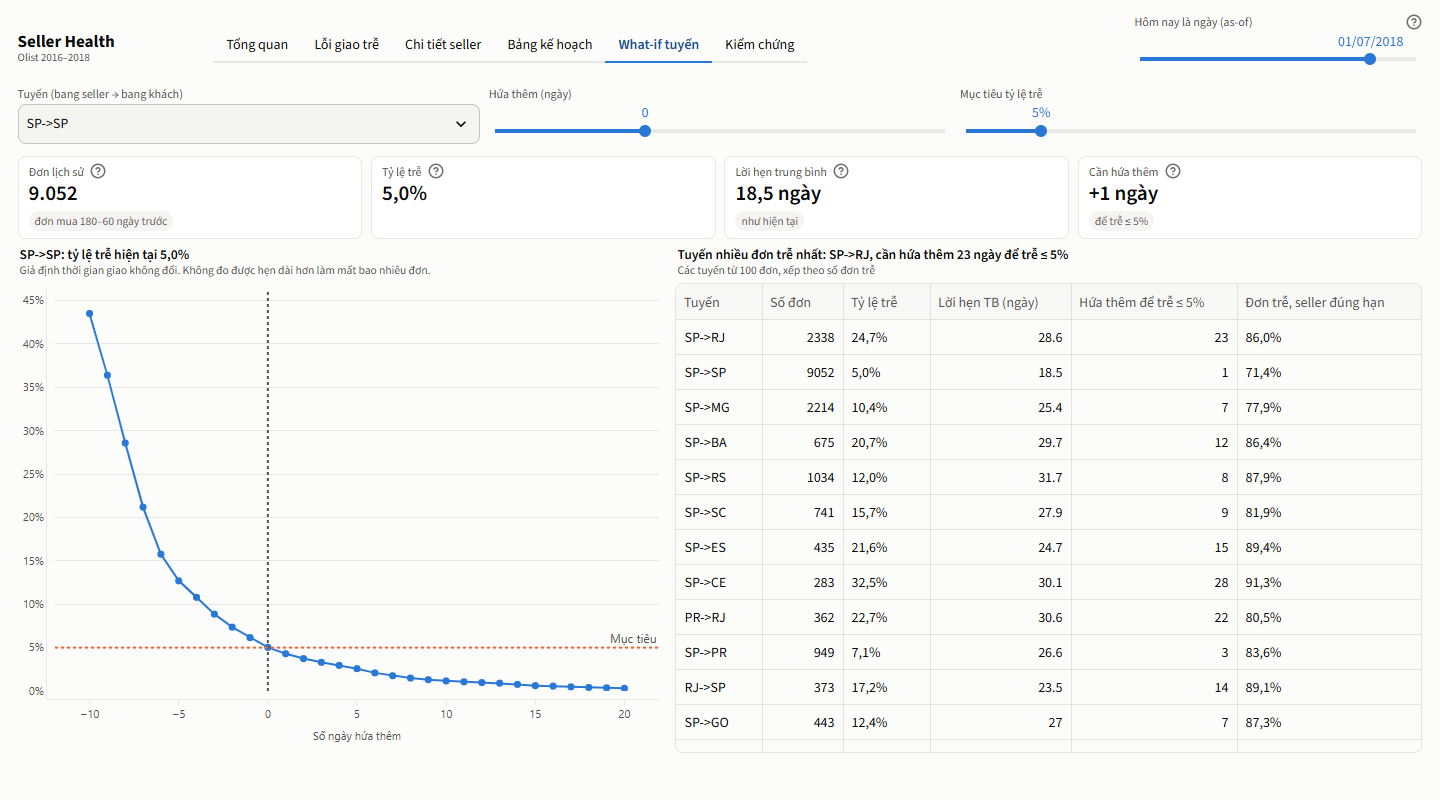 Hôm nay là ngày (as-of)
01/07/2018
Seller Health
Olist 2016–2018
Tổng quan Lỗi giao trễ Chi tiết seller Bảng kế hoạch What-if tuyến Kiểm chứng
Tuyến (bang seller → bang khách) Hứa thêm (ngày) Mục tiêu tỷ lệ trễ
SP->SP 0 5%
Đơn lịch sử
9.052
đơn mua 180–60 ngày trước
Tỷ lệ trễ
5,0%
Lời hẹn trung bình
18,5 ngày
như hiện tại
Cần hứa thêm
+1 ngày
để trễ ≤ 5%
SP->SP: tỷ lệ trễ hiện tại 5,0%
Giả định thời gian giao không đổi. Không đo được hẹn dài hơn làm mất bao nhiêu đơn.
45%
40%
35%
30%
25%
20%
15%
10%
5%
0%
Mục tiêu
−10 −5 0 5 10 15 20
Số ngày hứa thêm
Tuyến nhiều đơn trễ nhất: SP->RJ, cần hứa thêm 23 ngày để trễ ≤ 5%
Các tuyến từ 100 đơn, xếp theo số đơn trễ
Tuyến Số đơn Tỷ lệ trễ Lời hẹn TB (ngày) Hứa thêm để trễ ≤ 5% Đơn trễ, seller đúng hạn
SP->RJ 2338 24,7% 28.6 23 86,0%
SP->SP 9052 5,0% 18.5 1 71,4%
SP->MG 2214 10,4% 25.4 7 77,9%
SP->BA 675 20,7% 29.7 12 86,4%
SP->RS 1034 12,0% 31.7 8 87,9%
SP->SC 741 15,7% 27.9 9 81,9%
SP->ES 435 21,6% 24.7 15 89,4%
SP->CE 283 32,5% 30.1 28 91,3%
PR->RJ 362 22,7% 30.6 22 80,5%
SP->PR 949 7,1% 26.6 3 83,6%
RJ->SP 373 17,2% 23.5 14 89,1%
SP->GO 443 12,4% 27 7 87,3%